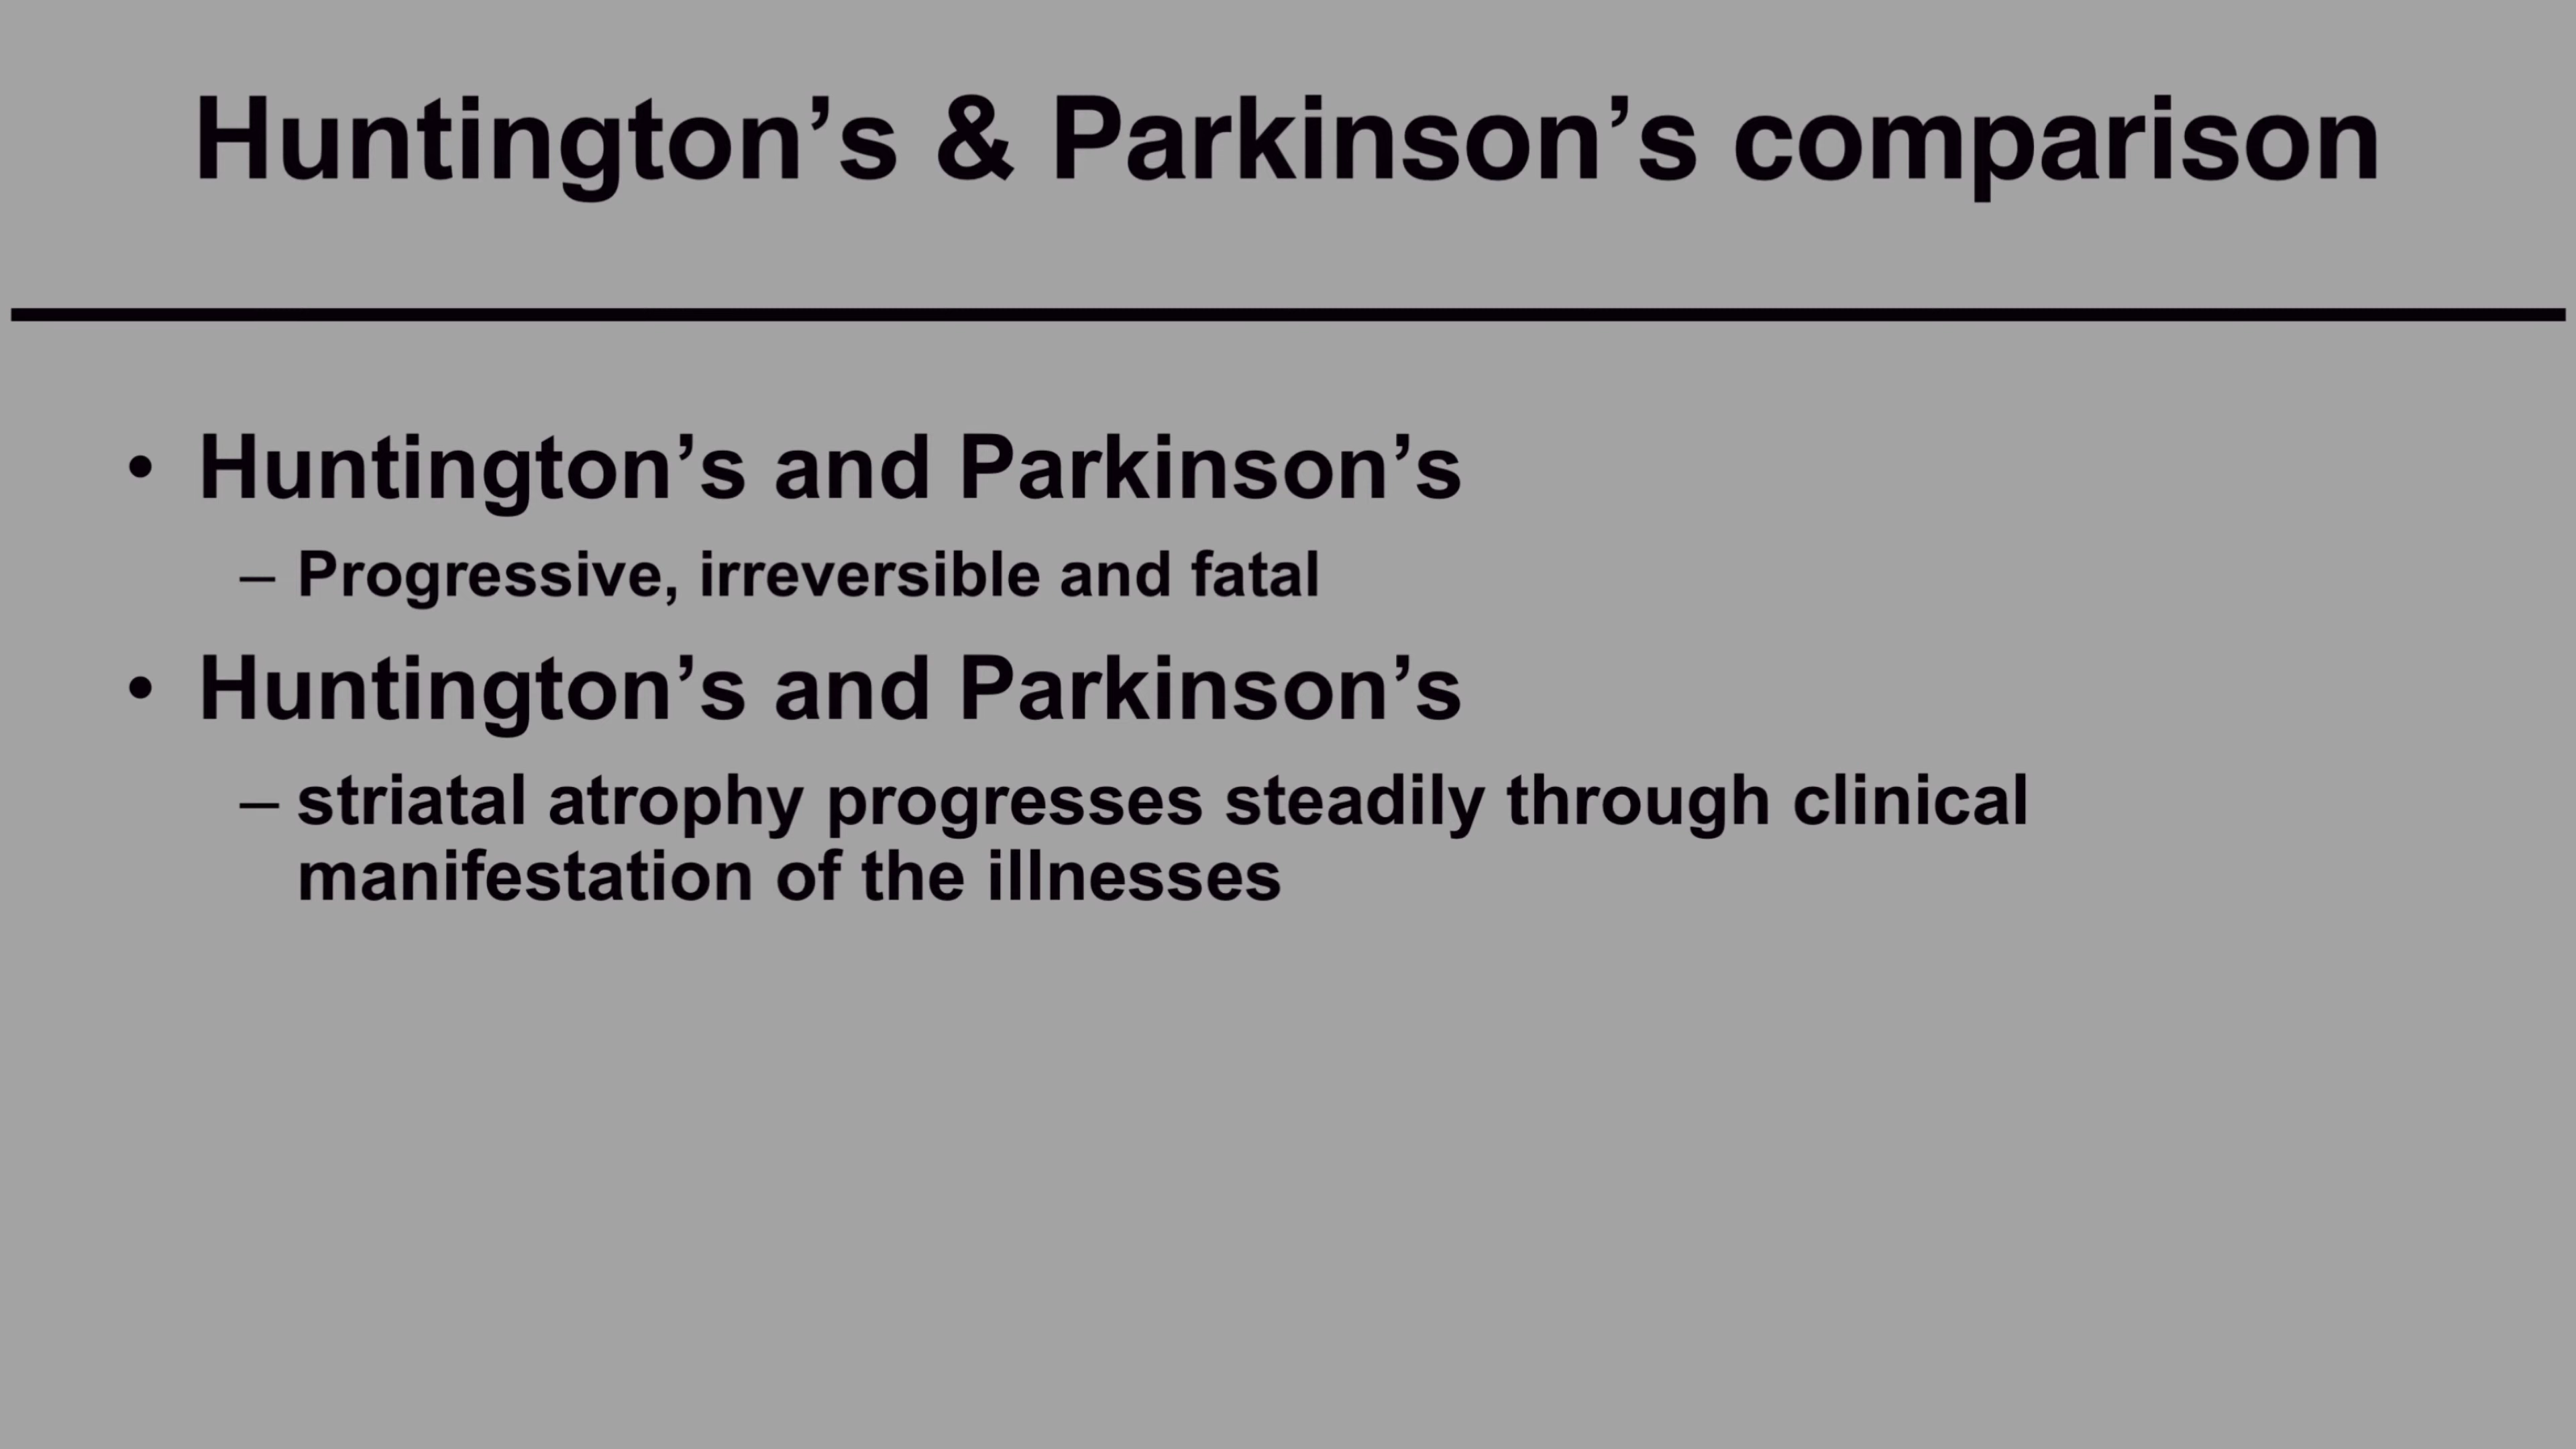 Huntington’s & Parkinson’s comparison
• Huntington’s and Parkinson’s
– Progressive, irreversible and fatal
• Huntington’s and Parkinson’s
– striatal atrophy progresses steadily through clinical
manifestation of the illnesses